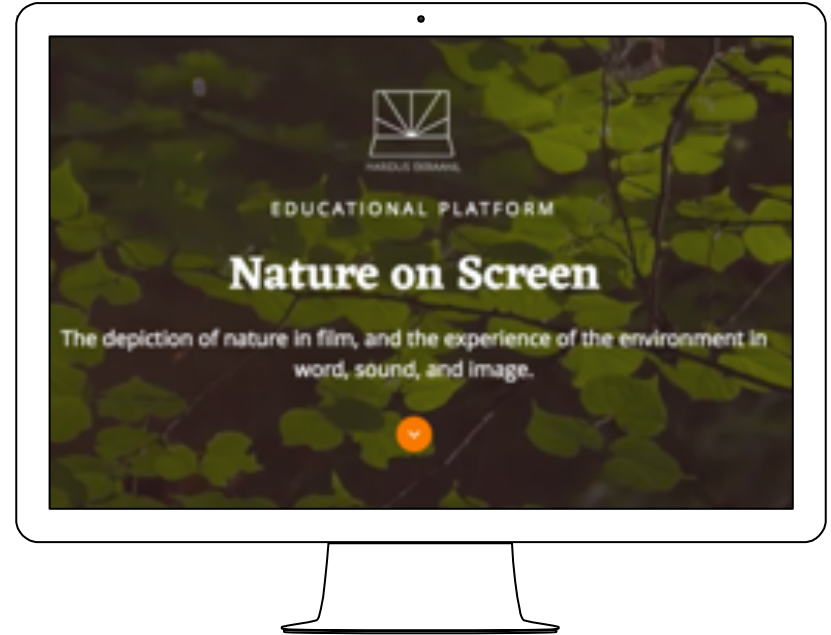 EDUCATIONAL PLATFORM
Nature on Screen
The depiction of nature in film, and the experience of the environment in
word, sound, and image.